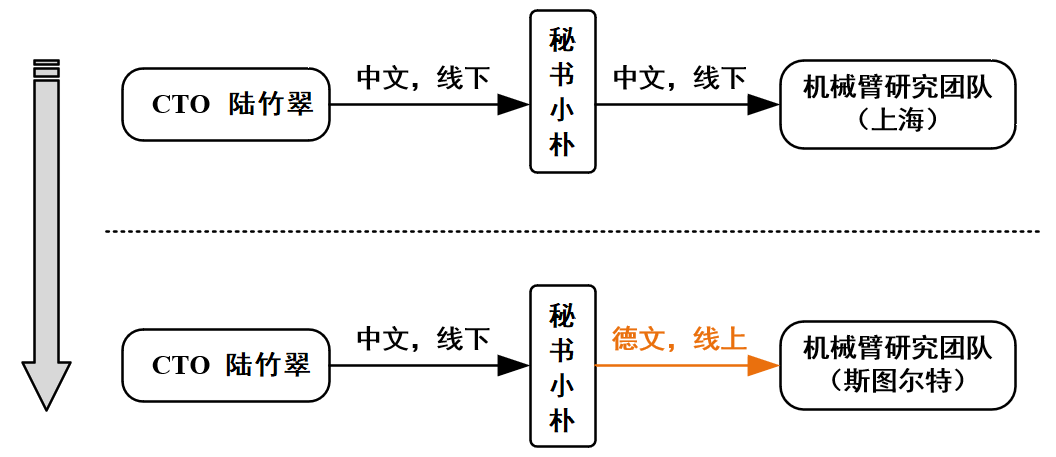 CTO 陆竹翠
中文，线下
秘书小朴
中文，线下
机械臂研究团队
（上海）
CTO 陆竹翠
中文，线下
秘书小朴
德文，线上
机械臂研究团队
（斯图尔特）